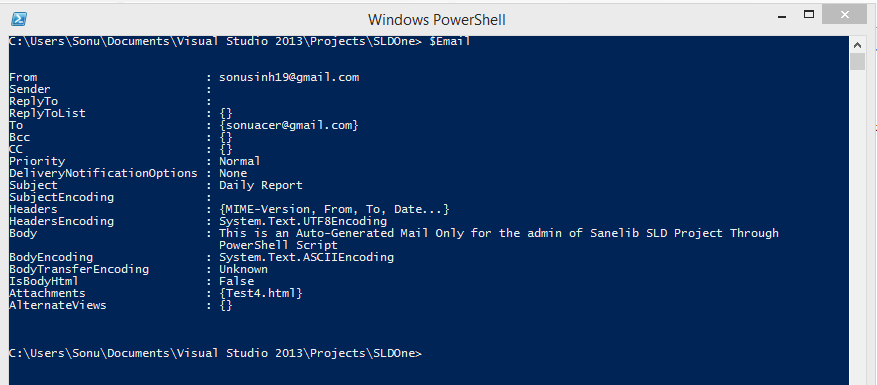 Windows PowerShell
C:\Users\Sonu\Documents\Visual Studio 2013\Projects\SLDOne> $Email
From : sonusinh19@gmail.com
Sender :
ReplyTo :
ReplyToList : {}
To : {sonuacer@gmail.com}
Bcc : {}
CC : {}
Priority : Normal
DeliveryNotificationOptions : None
Subject : Daily Report
SubjectEncoding :
Headers : {MIME-Version, From, To, Date...}
HeadersEncoding : System.Text.UTF8Encoding
Body : This is an Auto-Generated Mail Only for the admin of Sanelib SLD Project Through
PowerShell Script
BodyEncoding : System.Text.ASCIIEncoding
BodyTransferEncoding : Unknown
IsBodyHtml : False
Attachments : {Test4.html}
AlternateViews : {}
C:\Users\Sonu\Documents\Visual Studio 2013\Projects\SLDOne>